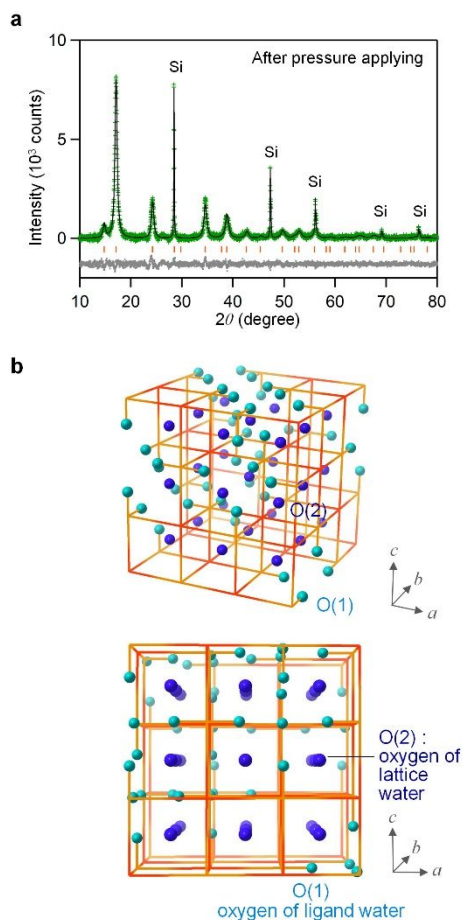 a
After pressure applying
Si
Si
Si
Si
Si
10
5
0
Intensity (10³ counts)
10 20 30 40 50 60 70 80
2θ (degree)
b
O(2)
O(1)
c
b
a
O(2) :
oxygen of
lattice
water
c
b
a
O(1)
oxygen of ligand water